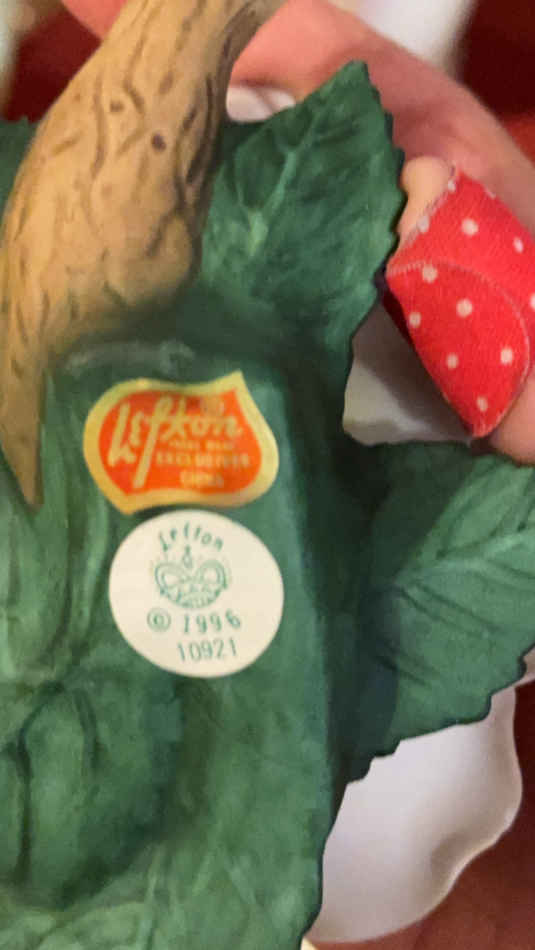 Lefton
EXCLUSIVES
CHINA
Lefton
© 1996
10921